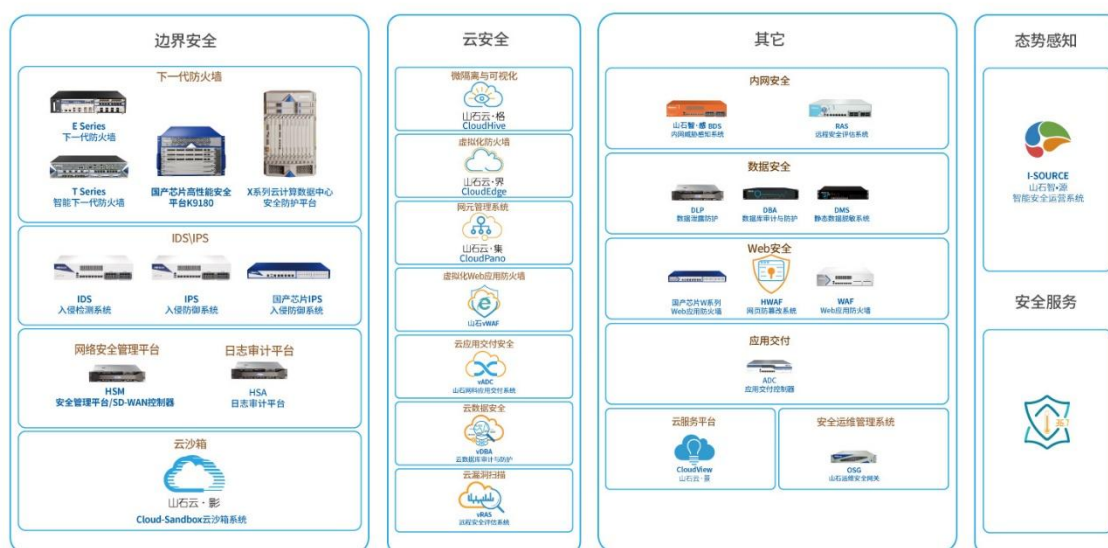 边界安全
下一代防火墙
E Series
下一代防火墙
T Series
智能下一代防火墙
国产芯片高性能安全
平台K9180
X系列云计算数据中心
安全防护平台
IDS\IPS
IDS
入侵检测系统
IPS
入侵防御系统
国产芯片IPS
入侵防御系统
网络安全管理平台
HSM
安全管理平台/SD-WAN控制器
日志审计平台
HSA
日志审计平台
云沙箱
山石云·影
Cloud-Sandbox云沙箱系统
云安全
微隔离与可视化
山石云·格
CloudHive
虚拟化防火墙
山石云·界
CloudEdge
网元管理系统
山石云·集
CloudPano
虚拟化Web应用防火墙
山石vWAF
云应用交付安全
vADC
山石网科应用交付系统
云数据安全
vDBA
云数据库审计与防护
云漏洞扫描
vRAS
远程安全评估系统
其它
内网安全
山石智·感 BDS
内网威胁感知系统
RAS
远程安全评估系统
数据安全
DLP
数据泄露防护
DBA
数据库审计与防护
DMS
静态数据脱敏系统
Web安全
国产芯片W系列
Web应用防火墙
HWAF
网页防篡改系统
WAF
Web应用防火墙
应用交付
ADC
应用交付控制器
云服务平台
CloudView
山石云·景
安全运维管理系统
OSG
山石运维安全网关
态势感知
I-SOURCE
山石智·源
智能安全运营系统
安全服务